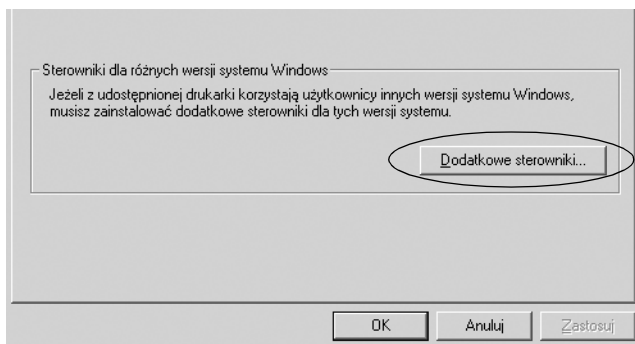 Sterowniki dla różnych wersji systemu Windows
Jeżeli z udostępnionej drukarki korzystają użytkownicy innych wersji systemu Windows,
musisz zainstalować dodatkowe sterowniki dla tych wersji systemu.
Dodatkowe sterowniki...
OK Anuluj Zastosuj